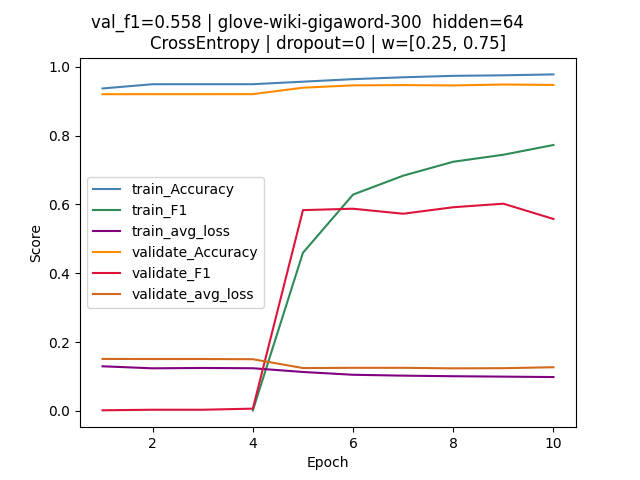 val_f1=0.558 | glove-wiki-gigaword-300  hidden=64
CrossEntropy | dropout=0 | w=[0.25, 0.75]
1.0
0.8
0.6
0.4
0.2
0.0
Score
train_Accuracy
train_F1
train_avg_loss
validate_Accuracy
validate_F1
validate_avg_loss
2 4 6 8 10
Epoch